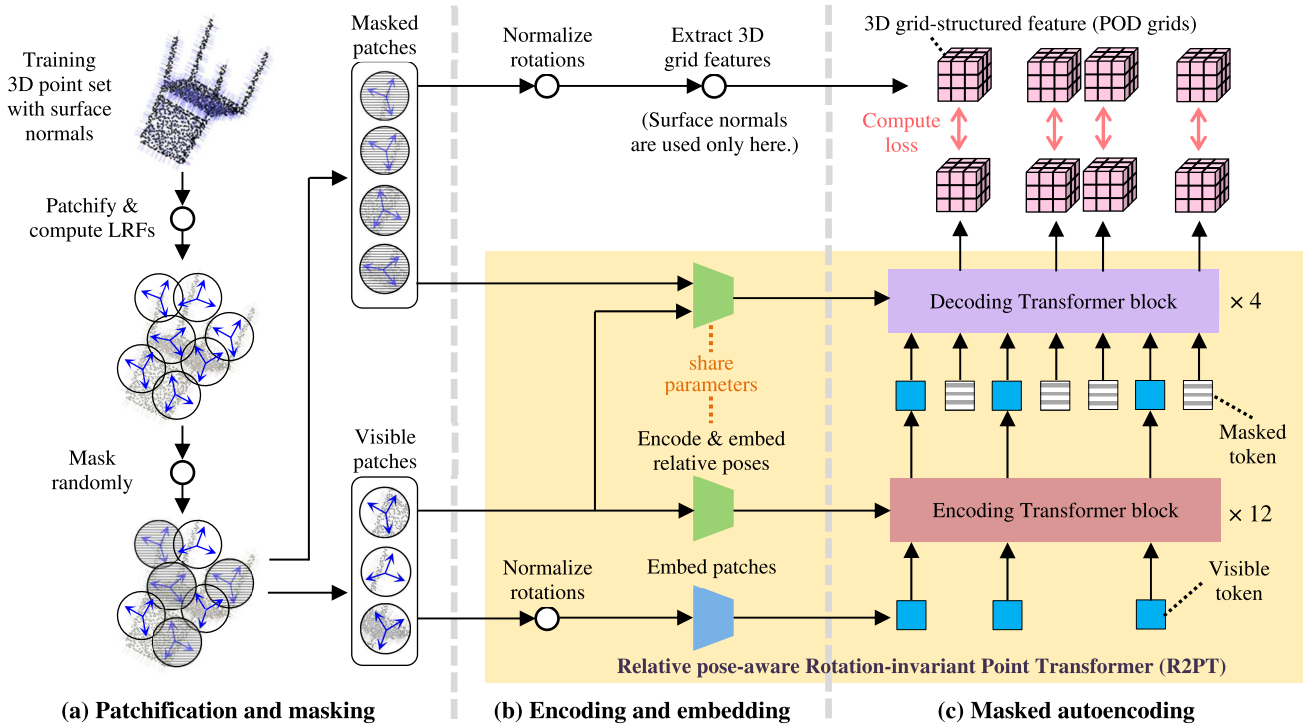 Training
3D point set
with surface
normals
Patchify &
compute LRFs
Mask
randomly
Masked
patches
Visible
patches
(a) Patchification and masking
Normalize
rotations
Extract 3D
grid features
(Surface normals
are used only here.)
share
parameters
Encode & embed
relative poses
Normalize
rotations
Embed patches
(b) Encoding and embedding
3D grid-structured feature (POD grids)
Compute
loss
Decoding Transformer block
× 4
Masked
token
Encoding Transformer block
× 12
Visible
token
Relative pose-aware Rotation-invariant Point Transformer (R2PT)
(c) Masked autoencoding